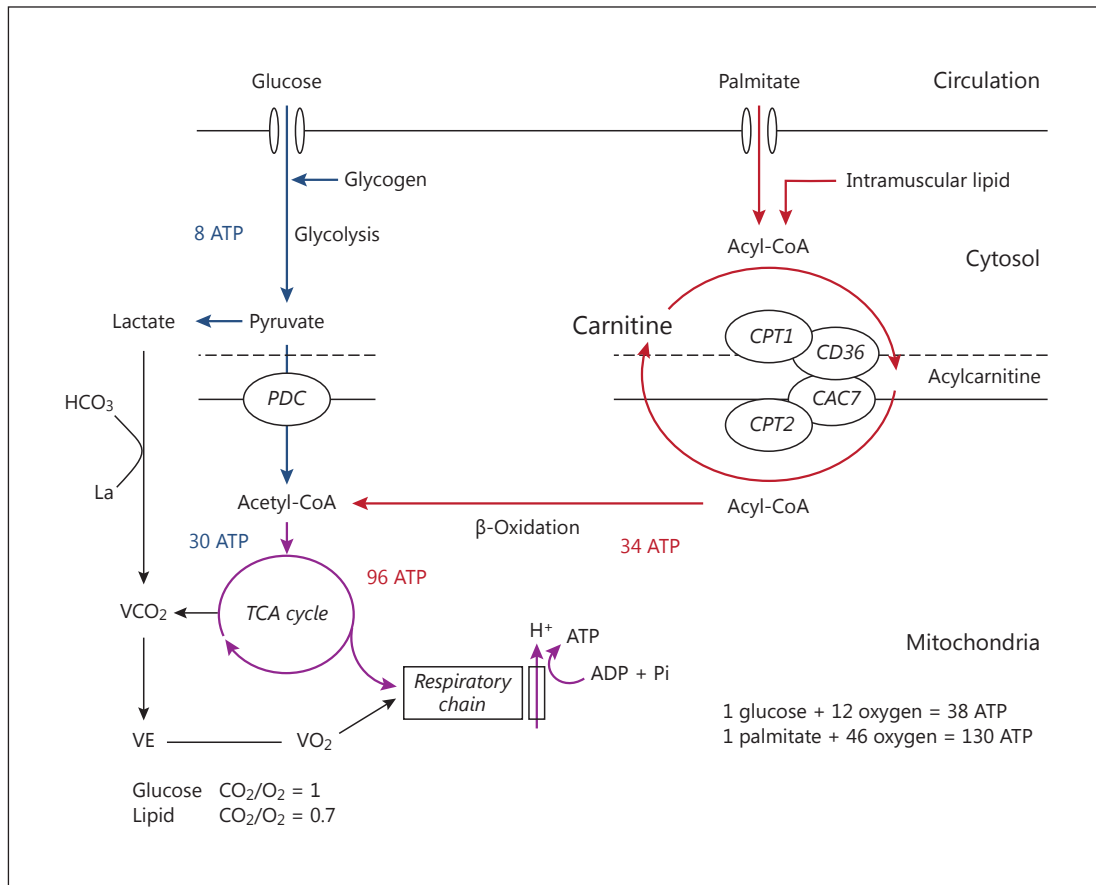 Glucose
Palmitate
Circulation
Glycogen
Intramuscular lipid
8 ATP
Glycolysis
Acyl-CoA
Cytosol
Lactate
Pyruvate
Carnitine
CPT1
CD36
Acylcarnitine
HCO3
PDC
CAC7
CPT2
La
Acetyl-CoA
Acyl-CoA
β-Oxidation
30 ATP
34 ATP
96 ATP
VCO2
TCA cycle
H+
ATP
ADP + Pi
Mitochondria
Respiratory
chain
1 glucose + 12 oxygen = 38 ATP
1 palmitate + 46 oxygen = 130 ATP
VE
VO2
Glucose CO2/O2 = 1
Lipid CO2/O2 = 0.7